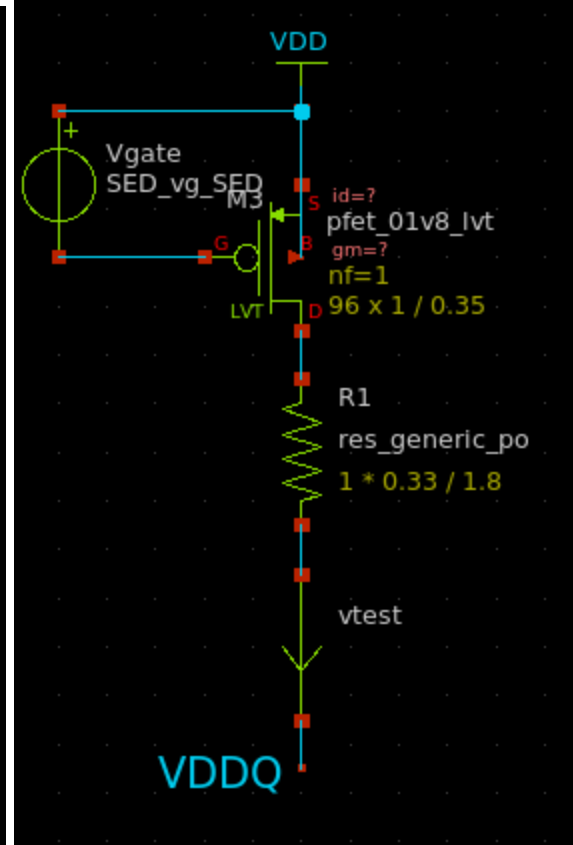 VDD
+
Vgate
SED_vg_SED
M3
S
id=?
pfet_01v8_lvt
G
B
gm=?
nf=1
LVT
D
96 x 1 / 0.35
R1
res_generic_po
1 * 0.33 / 1.8
vtest
VDDQ